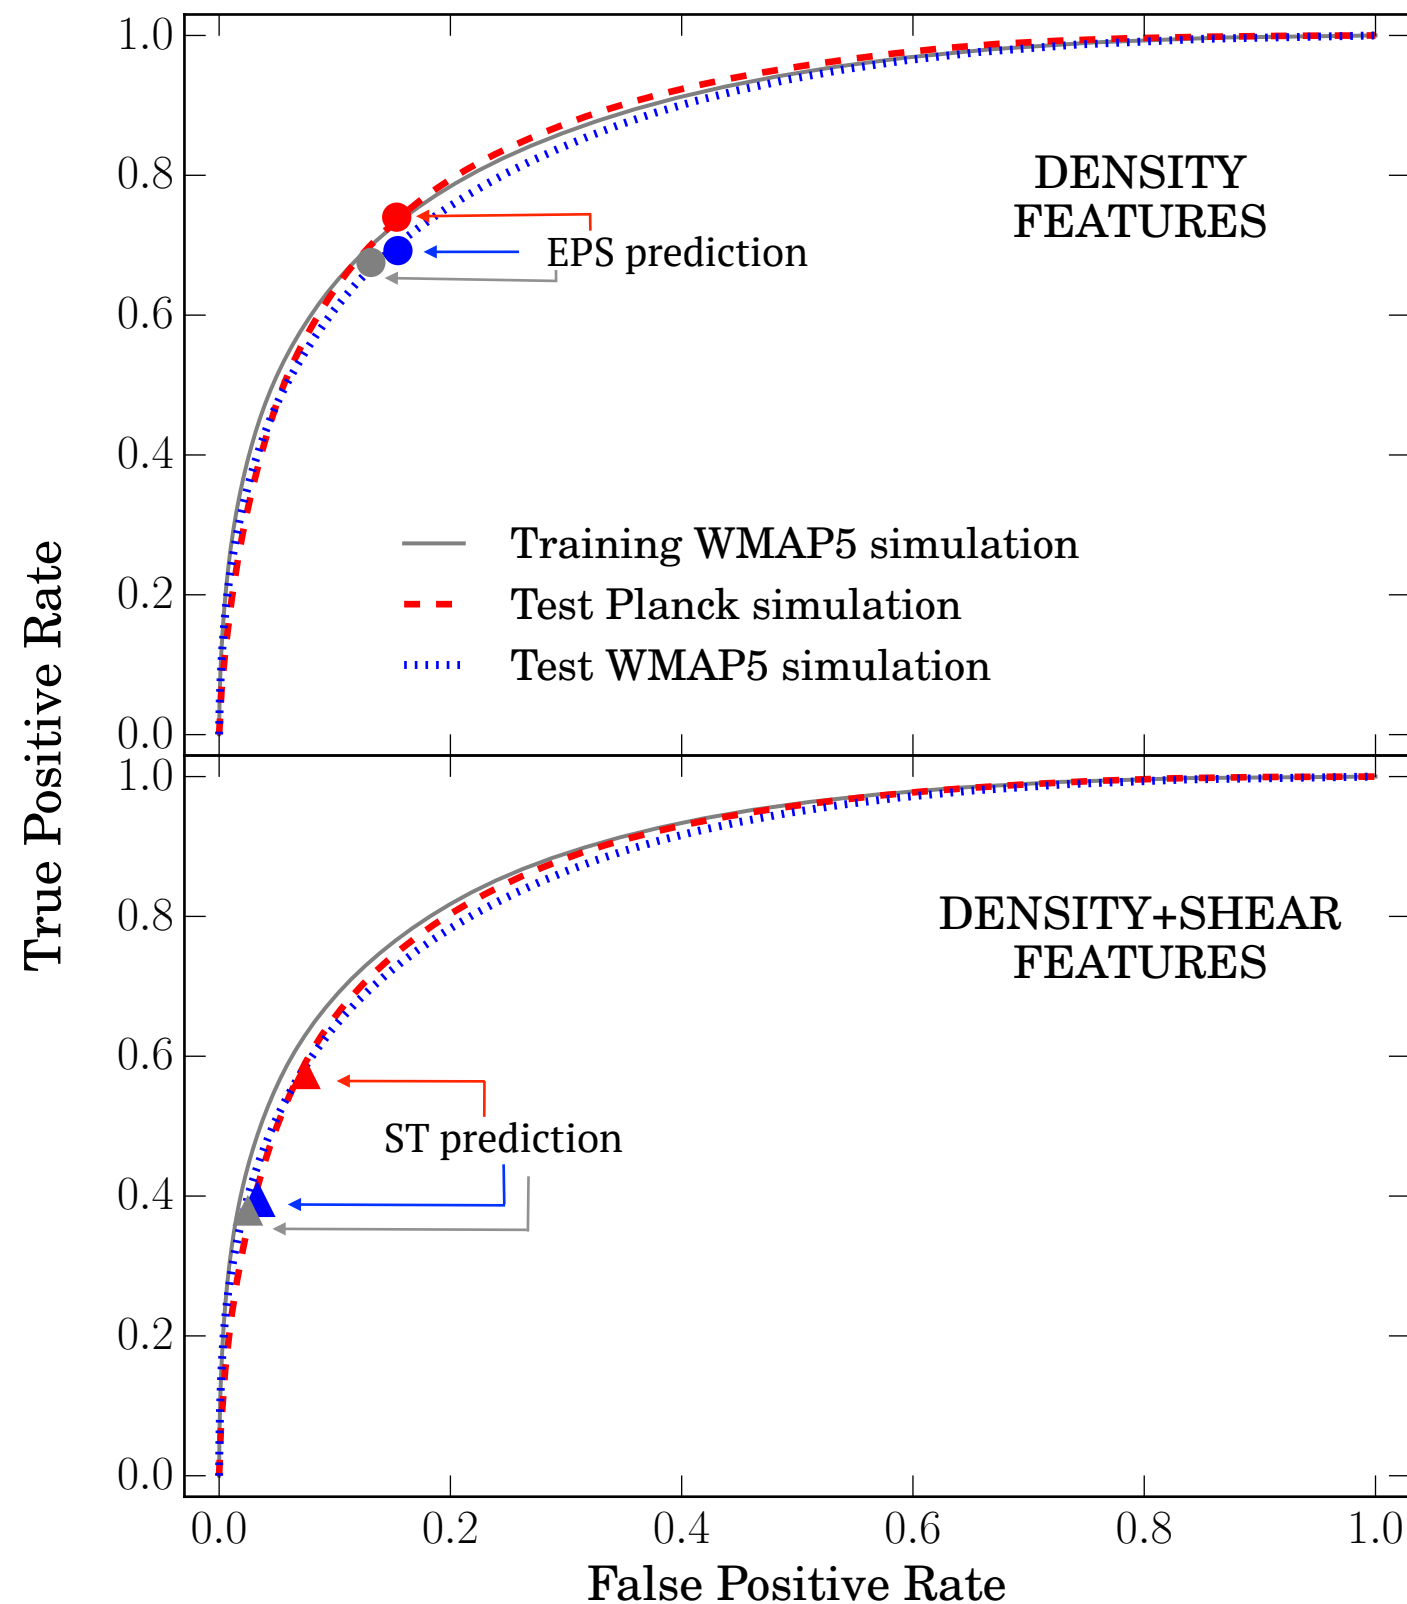 1.0
0.8
0.6
0.4
0.2
0.0
DENSITY
FEATURES
EPS prediction
Training WMAP5 simulation
Test Planck simulation
Test WMAP5 simulation
True Positive Rate
1.0
0.8
0.6
0.4
0.2
0.0
DENSITY+SHEAR
FEATURES
ST prediction
0.0 0.2 0.4 0.6 0.8 1.0
False Positive Rate